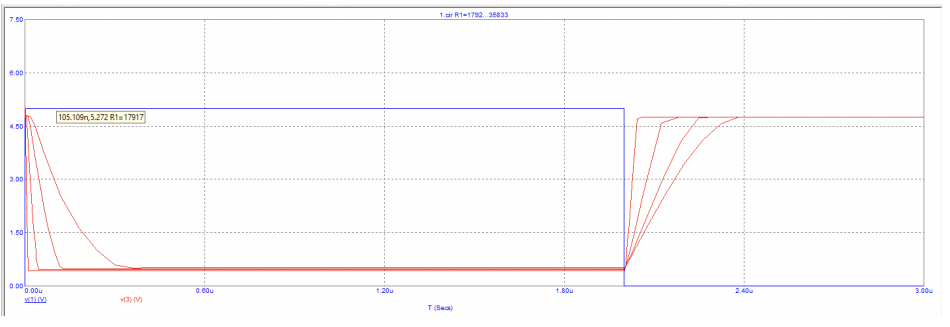 1.cir R1=1792...35833
7.50
6.00
105.109n,5.272 R1=17917
4.50
3.00
1.50
0.00
0.00u 0.60u 1.20u 1.80u 2.40u 3.00u
v(1) (V) v(3) (V)
T (Secs)